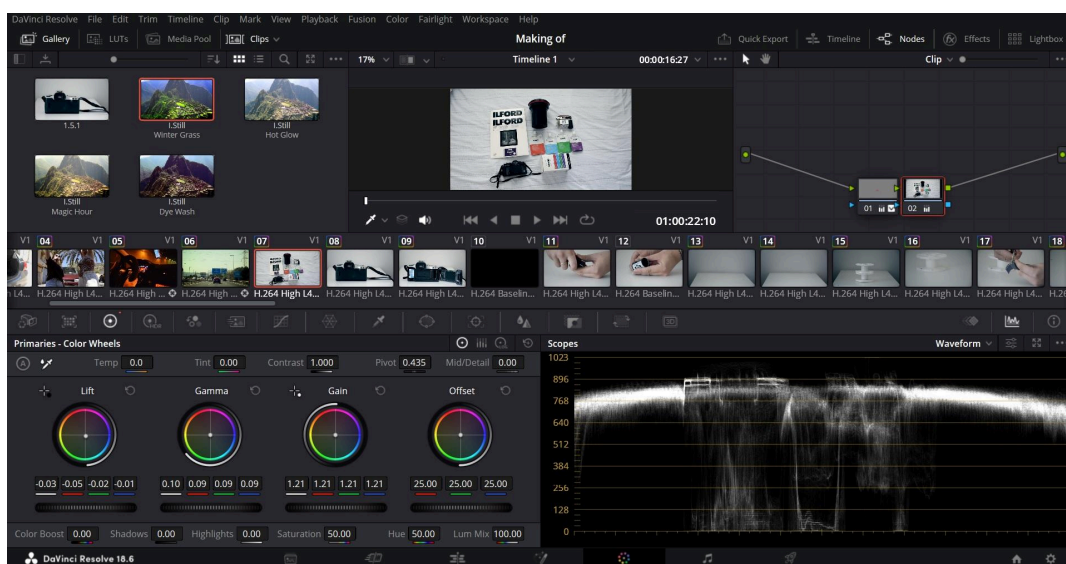 DaVinci Resolve File Edit Trim Timeline Clip Mark View Playback Fusion Color Fairlight Workspace Help
Gallery LUTs Media Pool Clips Making of Quick Export Timeline Nodes Effects Lightbox
17% Timeline 1 00:00:16:27 Clip
1.5.1
1.Still
Winter Grass
1.Still
Hot Glow
1.Still
Magic Hour
1.Still
Dye Wash
ILFORD
ILFORD
01 02
01:00:22:10
V1 04 V1 05 V1 06 V1 07 V1 08 V1 09 V1 10 V1 11 V1 12 V1 13 V1 14 V1 15 V1 16 V1 17 V1 18
H.264 High L4... H.264 High ... H.264 High ... H.264 High L4... H.264 High L4... H.264 High L4... H.264 Baselin... H.264 High L4... H.264 Baselin... H.264 High L4... H.264 High L4... H.264 High L4... H.264 High L4... H.264 High L4...
Primaries - Color Wheels Scopes Waveform
Temp 0.0 Tint 0.00 Contrast 1.000 Pivot 0.435 Mid/Detail 0.00
Lift Gamma Gain Offset
-0.03 -0.05 -0.02 -0.01 0.10 0.09 0.09 0.09 1.21 1.21 1.21 1.21 25.00 25.00 25.00
Color Boost 0.00 Shadows 0.00 Highlights 0.00 Saturation 50.00 Hue 50.00 Lum Mix 100.00
1023
896
768
640
512
384
256
128
0
DaVinci Resolve 18.6